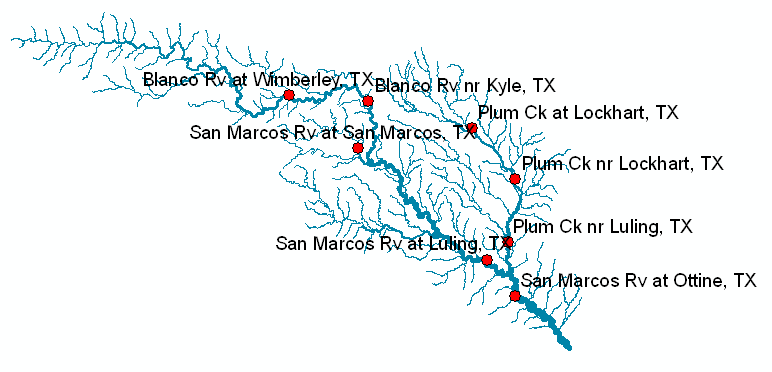 Blanco Rv at Wimberley, TX
Blanco Rv nr Kyle, TX
Plum Ck at Lockhart, TX
San Marcos Rv at San Marcos, TX
Plum Ck nr Lockhart, TX
Plum Ck nr Luling, TX
San Marcos Rv at Luling, TX
San Marcos Rv at Ottine, TX